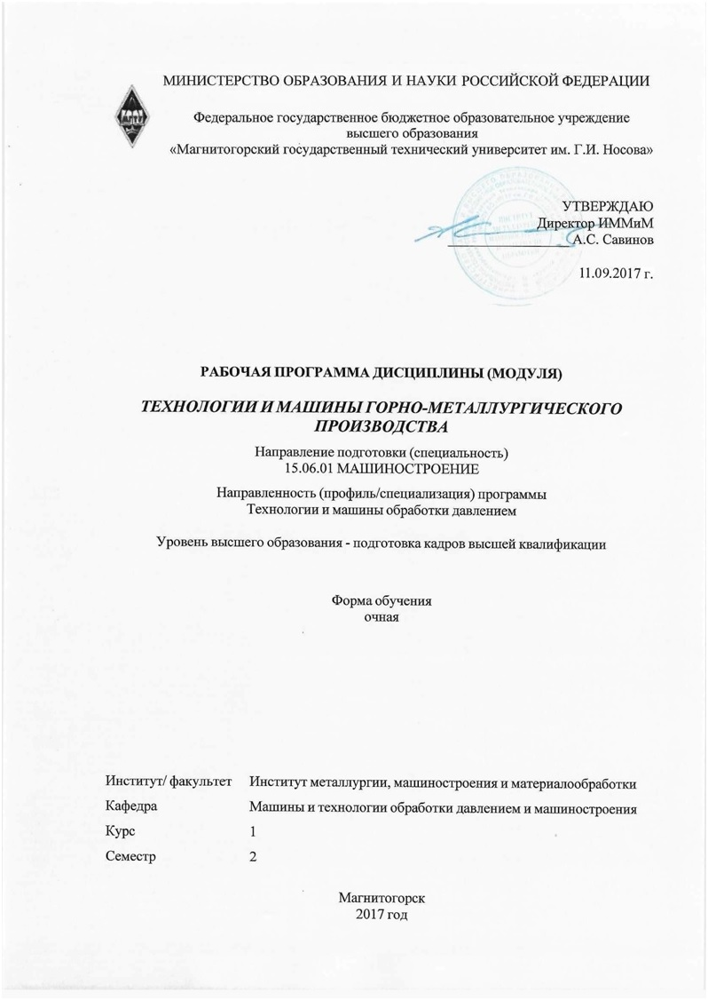 МИНИСТЕРСТВО ОБРАЗОВАНИЯ И НАУКИ РОССИЙСКОЙ ФЕДЕРАЦИИ
Федеральное государственное бюджетное образовательное учреждение
высшего образования
«Магнитогорский государственный технический университет им. Г.И. Носова»
УТВЕРЖДАЮ
Директор ИММиМ
А.С. Савинов
11.09.2017 г.
РАБОЧАЯ ПРОГРАММА ДИСЦИПЛИНЫ (МОДУЛЯ)
ТЕХНОЛОГИИ И МАШИНЫ ГОРНО-МЕТАЛЛУРГИЧЕСКОГО
ПРОИЗВОДСТВА
Направление подготовки (специальность)
15.06.01 МАШИНОСТРОЕНИЕ
Направленность (профиль/специализация) программы
Технологии и машины обработки давлением
Уровень высшего образования - подготовка кадров высшей квалификации
Форма обучения
очная
Институт/ факультет Институт металлургии, машиностроения и материалообработки
Кафедра Машины и технологии обработки давлением и машиностроения
Курс 1
Семестр 2
Магнитогорск
2017 год